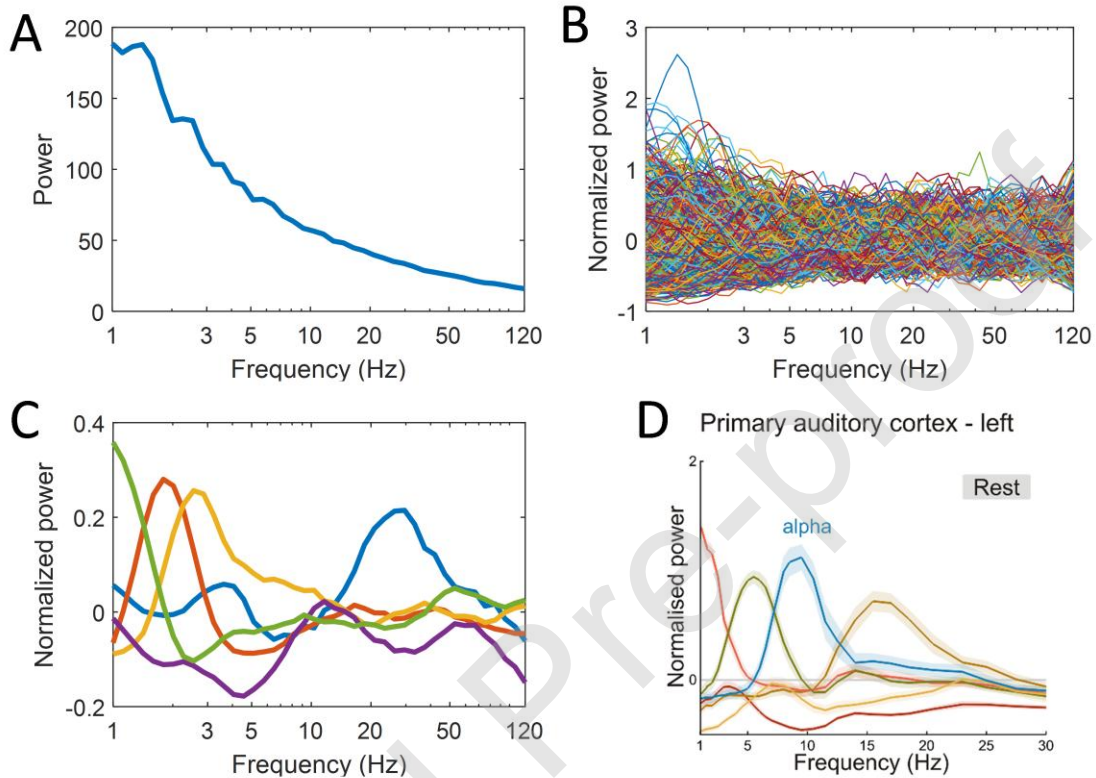 A
200
150
100
50
0
Power
1 3 5 10 20 50 120
Frequency (Hz)
B
3
2
1
0
-1
Normalized power
1 3 5 10 20 50 120
Frequency (Hz)
C
0.4
0.2
0
-0.2
Normalized power
1 3 5 10 20 50 120
Frequency (Hz)
D
Primary auditory cortex - left
2
0
Normalised power
Rest
alpha
1 5 10 15 20 25 30
Frequency (Hz)
Pre-proof